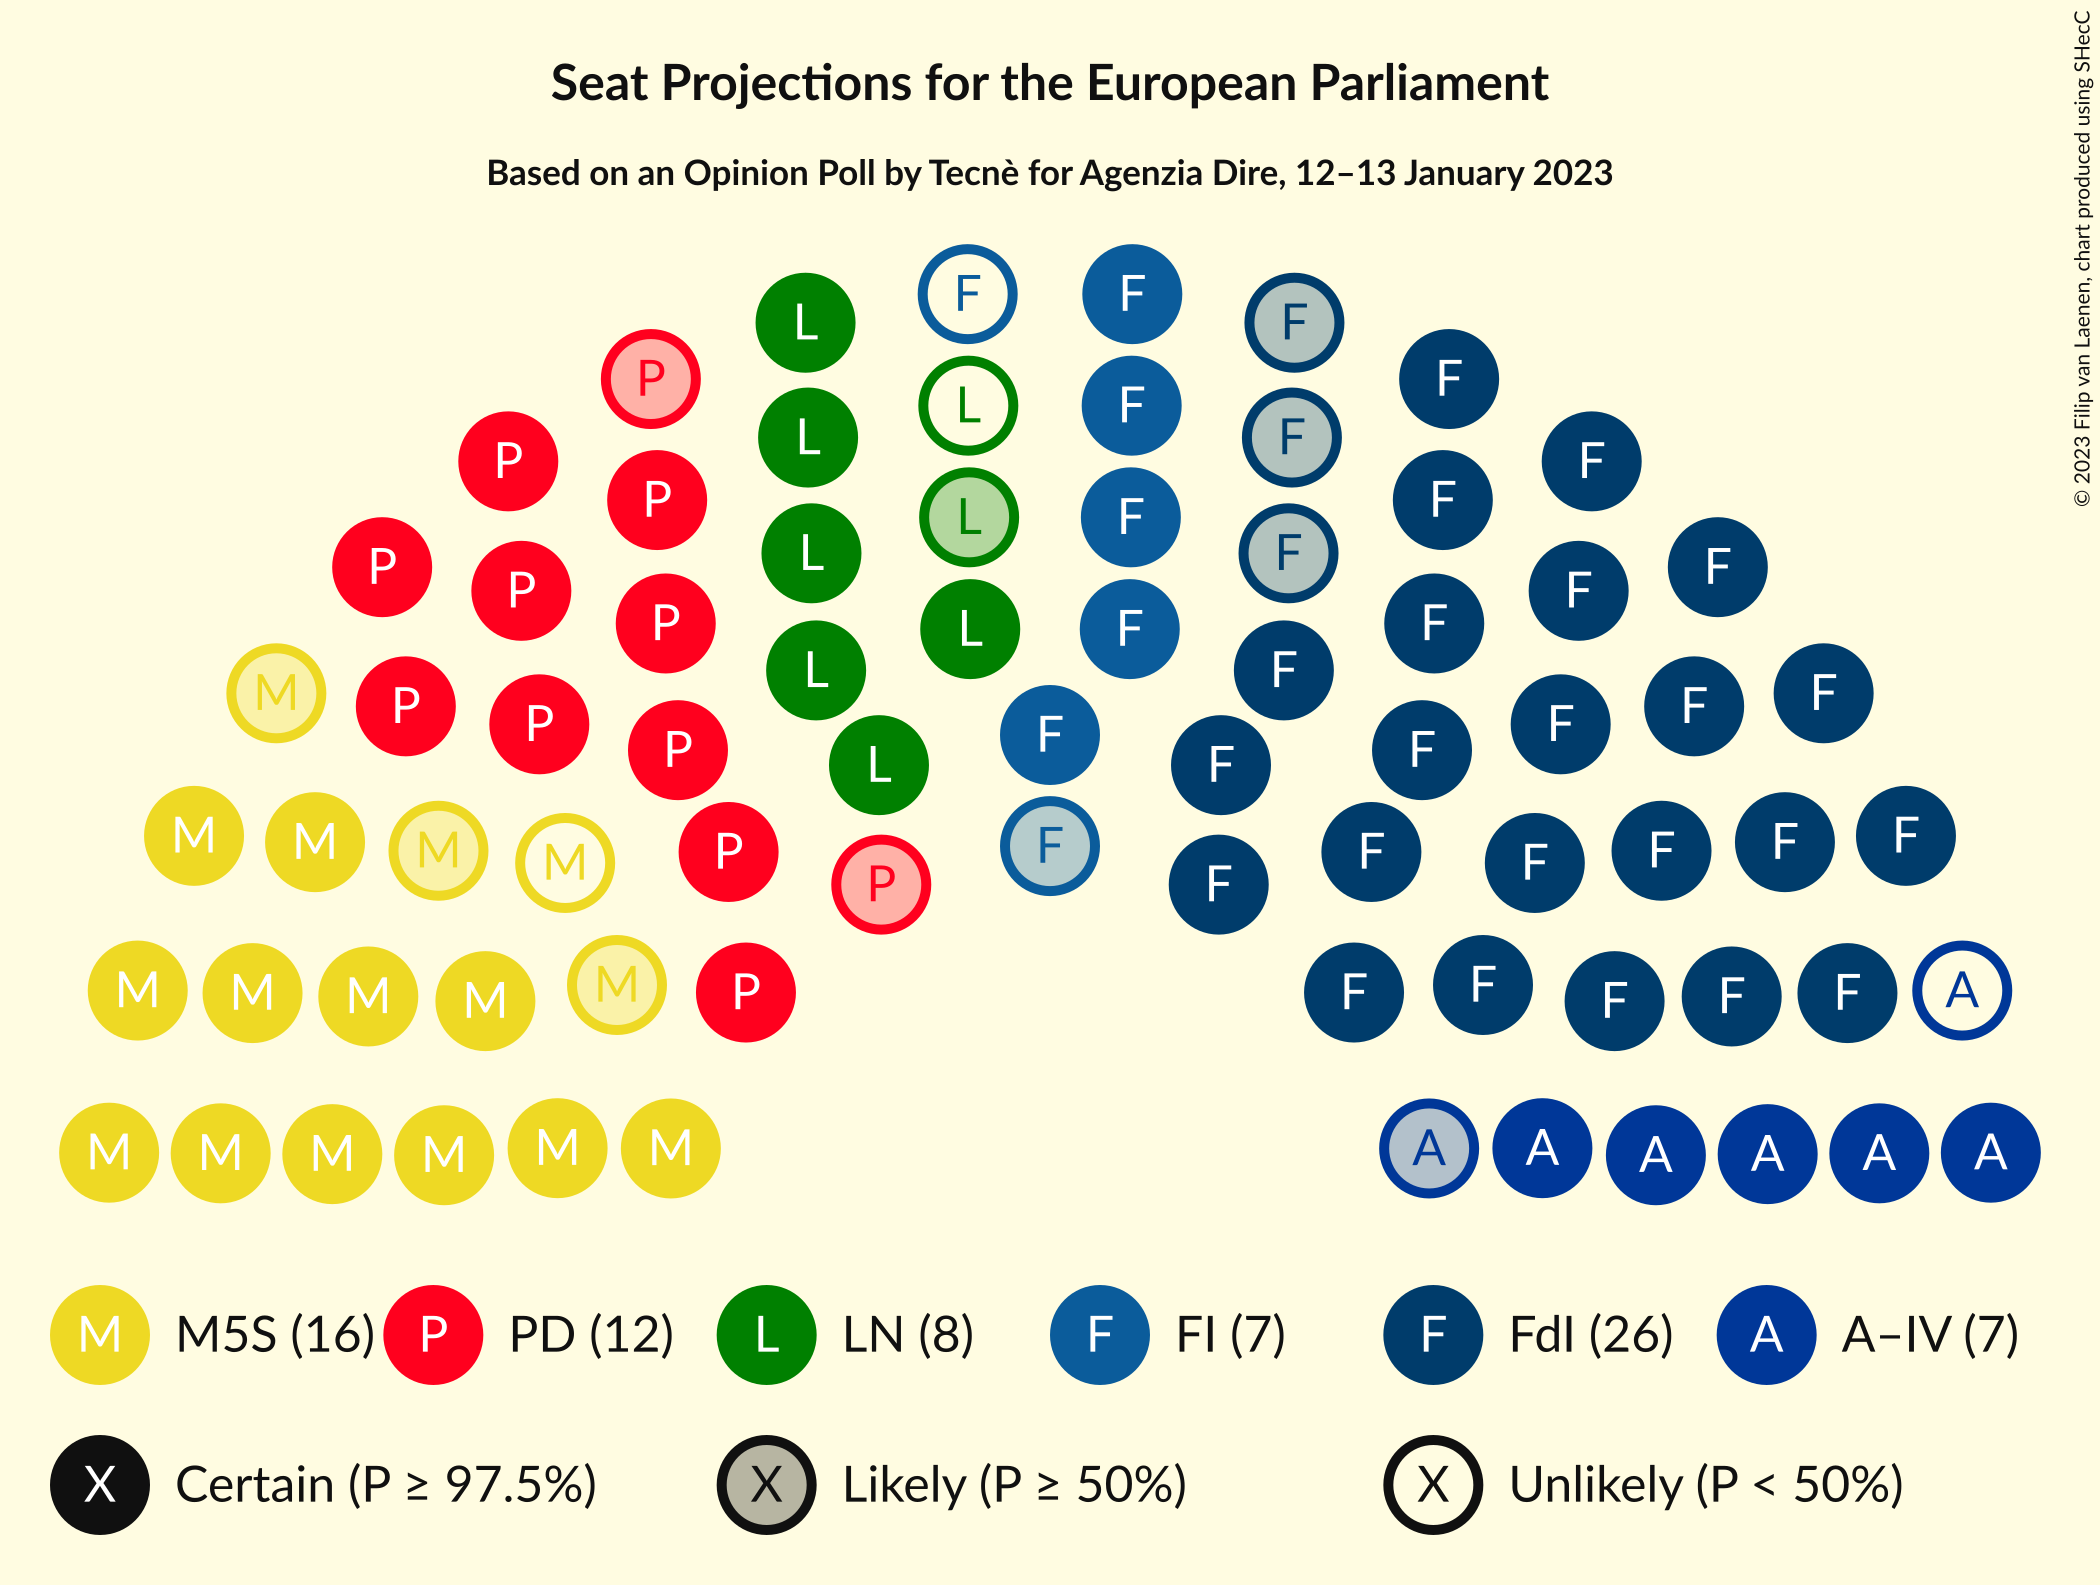 Seat Projections for the European Parliament
Based on an Opinion Poll by Tecnè for Agenzia Dire, 12–13 January 2023
© 2023 Filip van Laenen, chart produced using SHecC
F F
L F
P F
F L
L P F P F
F L F
P F P F
P L F P F
L F
P F M
P M F P F
F P F
L F
M M M M P P F F F F F F F F
M M M M M P F F F F F A
M M M M M M A A A A A A
M M5S (16) P PD (12) L LN (8) F FI (7) F FdI (26) A A–IV (7)
X Certain (P ≥ 97.5%) X Likely (P ≥ 50%) X Unlikely (P < 50%)